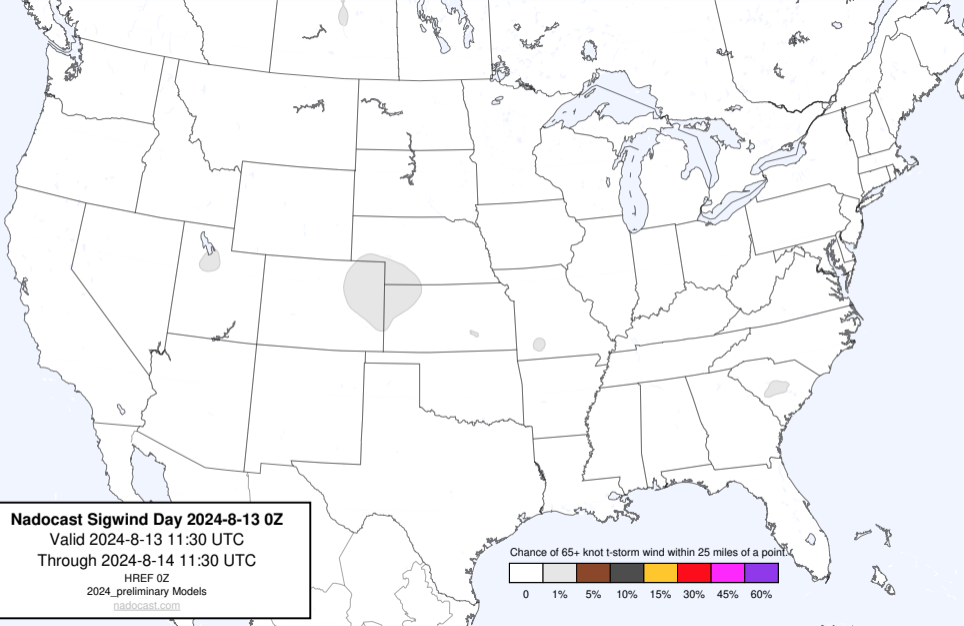 Nadocast Sigwind Day 2024-8-13 0Z
Valid 2024-8-13 11:30 UTC
Through 2024-8-14 11:30 UTC
HREF 0Z
2024_preliminary Models
nadocast.com
Chance of 65+ knot t-storm wind within 25 miles of a point.
0 1% 5% 10% 15% 30% 45% 60%